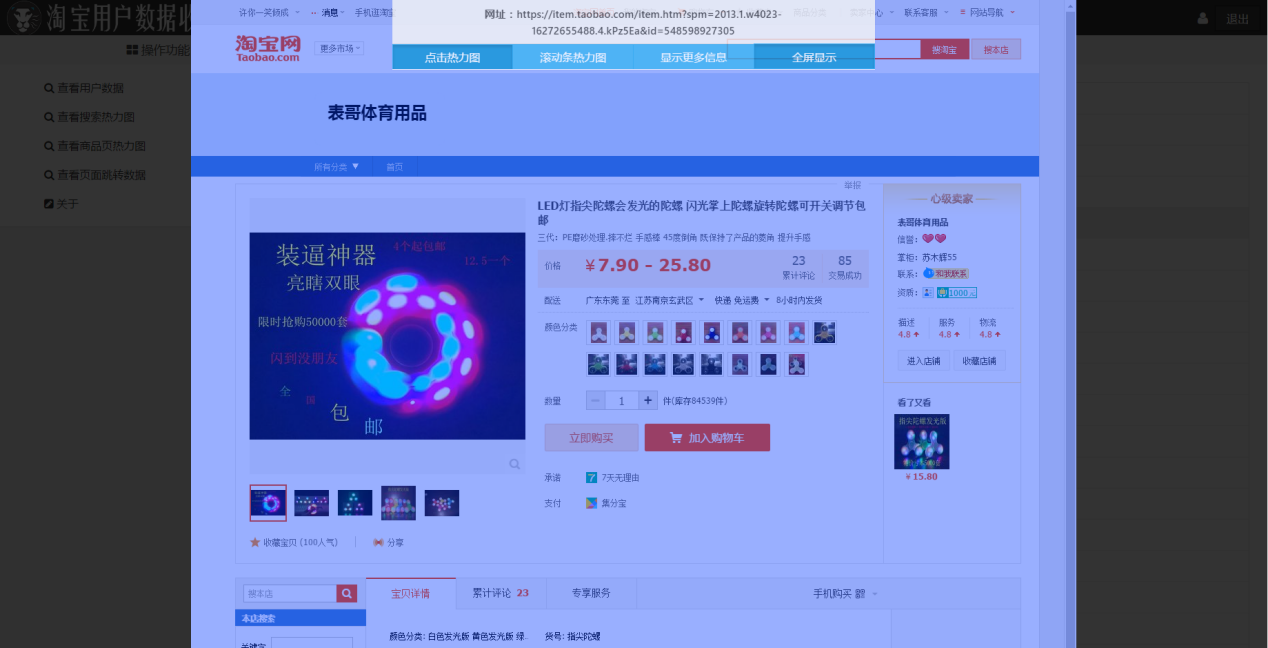 淘宝用户数据收
退出
操作功能
查看用户数据
查看搜索热力图
查看商品页热力图
查看页面跳转数据
关于
网址：https://item.taobao.com/item.htm?spm=2013.1.w4023-
16272655488.4.kPz5Ea&id=548598927305
点击热力图 滚动条热力图 显示更多信息 全屏显示
消息 手机逛淘宝 联系客服 网站导航
淘宝网
Taobao.com
更多市场
搜淘宝 搜本店
表哥体育用品
所有分类 首页
举报
LED灯指尖陀螺会发光的陀螺 闪光掌上陀螺旋转陀螺可开关调节包
邮
三代：PE磨砂处理.摔不烂 手感棒 45度倒角 既保持了产品的菱角 提升手感
价格 ¥7.90 - 25.80
23 累计评论
85 交易成功
配送 广东东莞 至 江苏南京玄武区 快递 免运费 8小时内发货
颜色分类
数量 1 件(库存84539件)
立即购买 加入购物车
承诺 7 7天无理由
支付 集分宝
装逼神器
4个起包邮
12.5一个
亮瞎双眼
限时抢购50000套
闪到没朋友
全
国
包
邮
收藏宝贝 (100人气) 分享
心级卖家
表哥体育用品
信誉：
掌柜：苏木辉55
联系：和我联系
资质：1000元
描述 服务 物流
4.8 4.8 4.8
进入店铺 收藏店铺
看了又看
指尖陀螺发光版
¥15.80
搜本店
宝贝详情 累计评论 23 专享服务 手机购买
本店搜索
关键字
颜色分类: 白色发光版 黄色发光版 绿.. 货号: 指尖陀螺